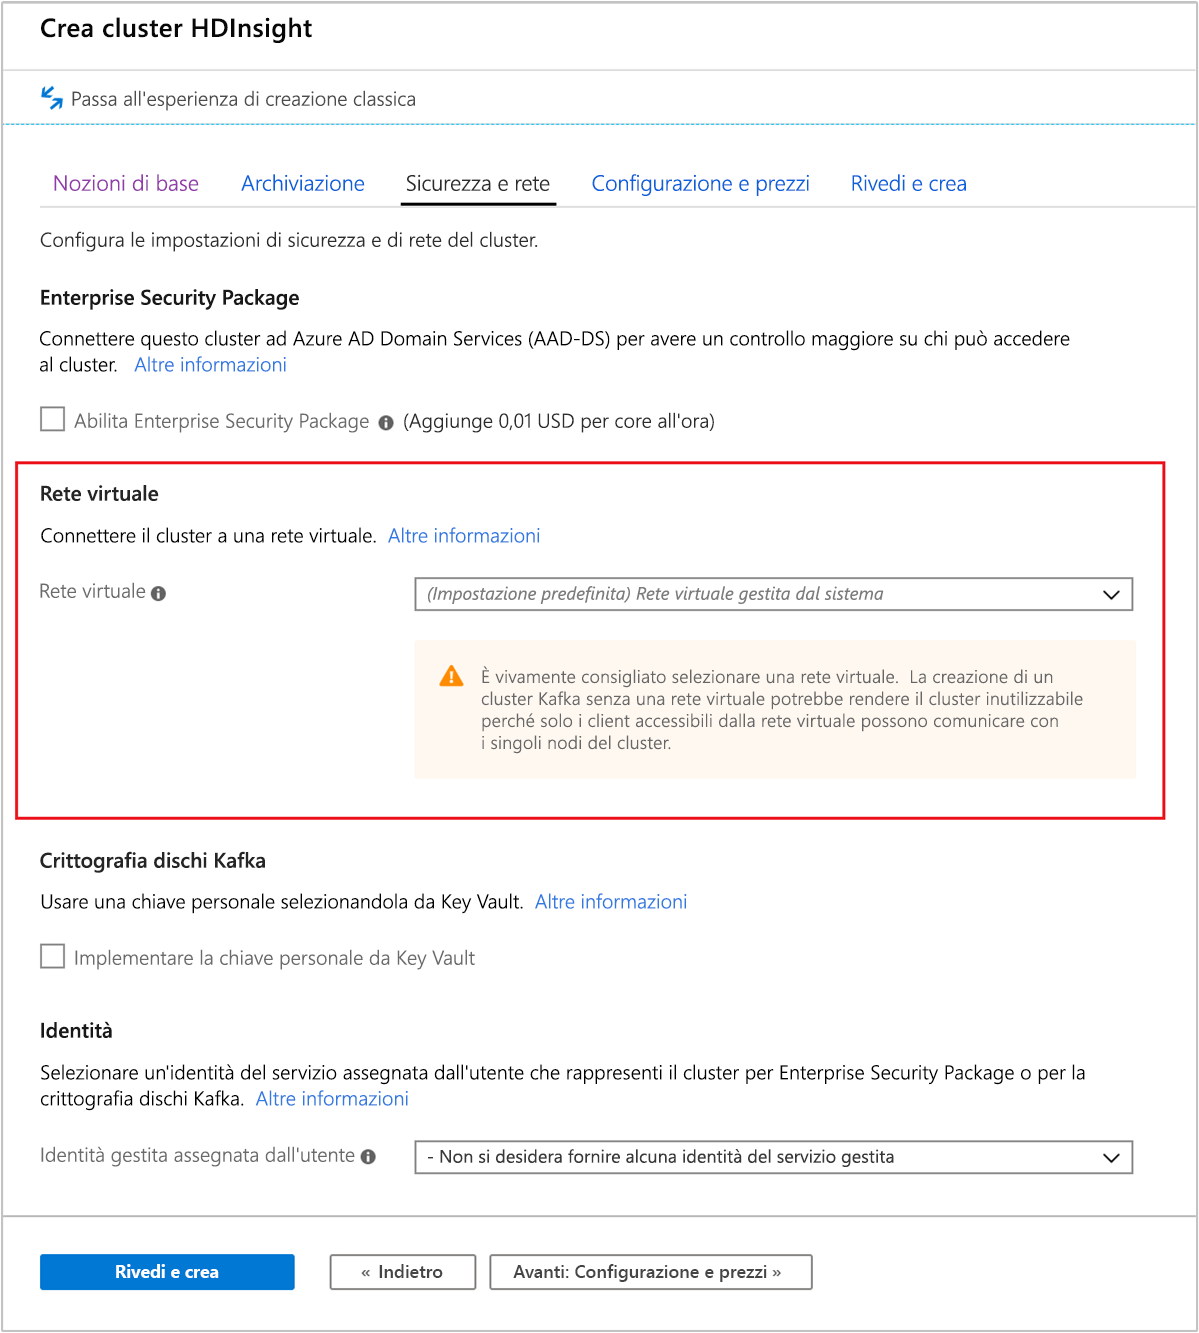 Crea cluster HDInsight
Passa all'esperienza di creazione classica
Nozioni di base Archiviazione Sicurezza e rete Configurazione e prezzi Rivedi e crea
Configura le impostazioni di sicurezza e di rete del cluster.
Enterprise Security Package
Connettere questo cluster ad Azure AD Domain Services (AAD-DS) per avere un controllo maggiore su chi può accedere
al cluster. Altre informazioni
Abilita Enterprise Security Package (Aggiunge 0,01 USD per core all'ora)
Rete virtuale
Connettere il cluster a una rete virtuale. Altre informazioni
Rete virtuale (Impostazione predefinita) Rete virtuale gestita dal sistema
È vivamente consigliato selezionare una rete virtuale. La creazione di un
cluster Kafka senza una rete virtuale potrebbe rendere il cluster inutilizzabile
perché solo i client accessibili dalla rete virtuale possono comunicare con
i singoli nodi del cluster.
Crittografia dischi Kafka
Usare una chiave personale selezionandola da Key Vault. Altre informazioni
Implementare la chiave personale da Key Vault
Identità
Selezionare un'identità del servizio assegnata dall'utente che rappresenti il cluster per Enterprise Security Package o per la
crittografia dischi Kafka. Altre informazioni
Identità gestita assegnata dall'utente - Non si desidera fornire alcuna identità del servizio gestita
Rivedi e crea « Indietro Avanti: Configurazione e prezzi »